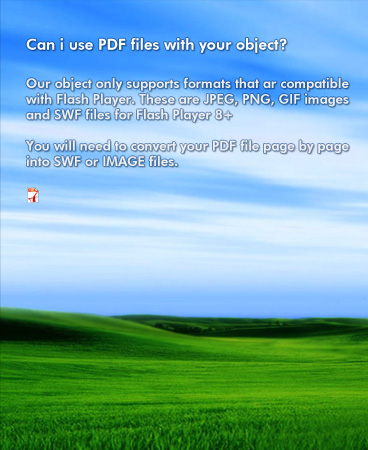 Can i use PDF files with your object?
Our object only supports formats that ar compatible
with Flash Player. These are JPEG, PNG, GIF images
and SWF files for Flash Player 8+
You will need to convert your PDF file page by page
into SWF or IMAGE files.